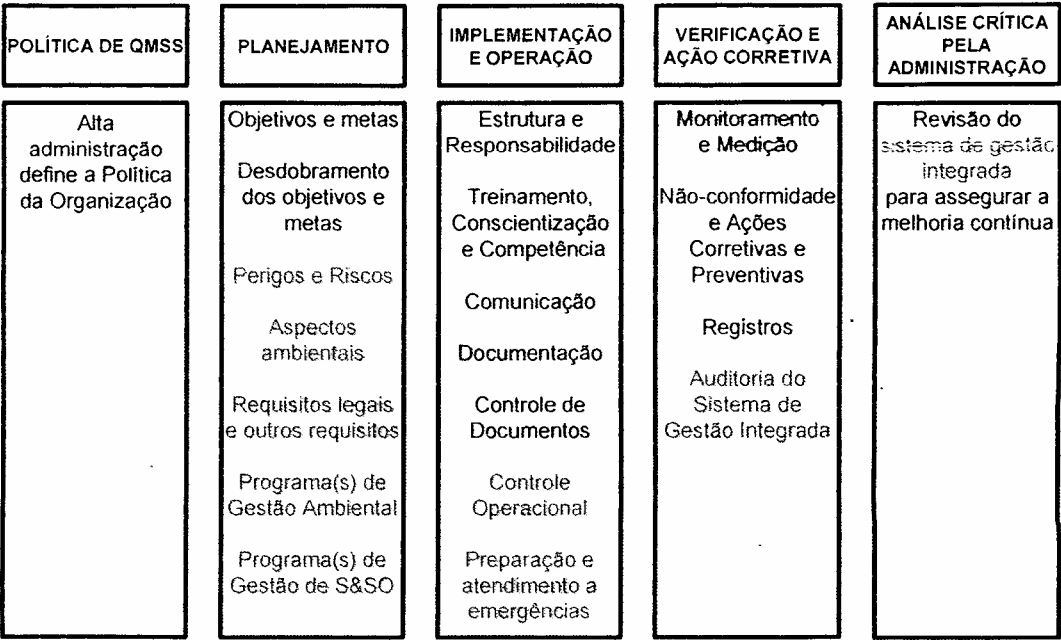 POLÍTICA DE QMSS
PLANEJAMENTO
IMPLEMENTAÇÃO
E OPERAÇÃO
VERIFICAÇÃO E
AÇÃO CORRETIVA
ANÁLISE CRÍTICA
PELA
ADMINISTRAÇÃO
Alta
administração
define a Política
da Organização
Objetivos e metas
Desdobramento
dos objetivos e
metas
Perigos e Riscos
Aspectos
ambientais
Requisitos legais
e outros requisitos
Programa(s) de
Gestão Ambiental
Programa(s) de
Gestão de S&SO
Estrutura e
Responsabilidade
Treinamento,
Conscientização
e Competência
Comunicação
Documentação
Controle de
Documentos
Controle
Operacional
Preparação e
atendimento a
emergências
Monitoramento
e Medição
Não-conformidade
e Ações
Corretivas e
Preventivas
Registros
Auditoria do
Sistema de
Gestão Integrada
Revisão do
sistema de gestão
integrada
para assegurar a
melhoria contínua